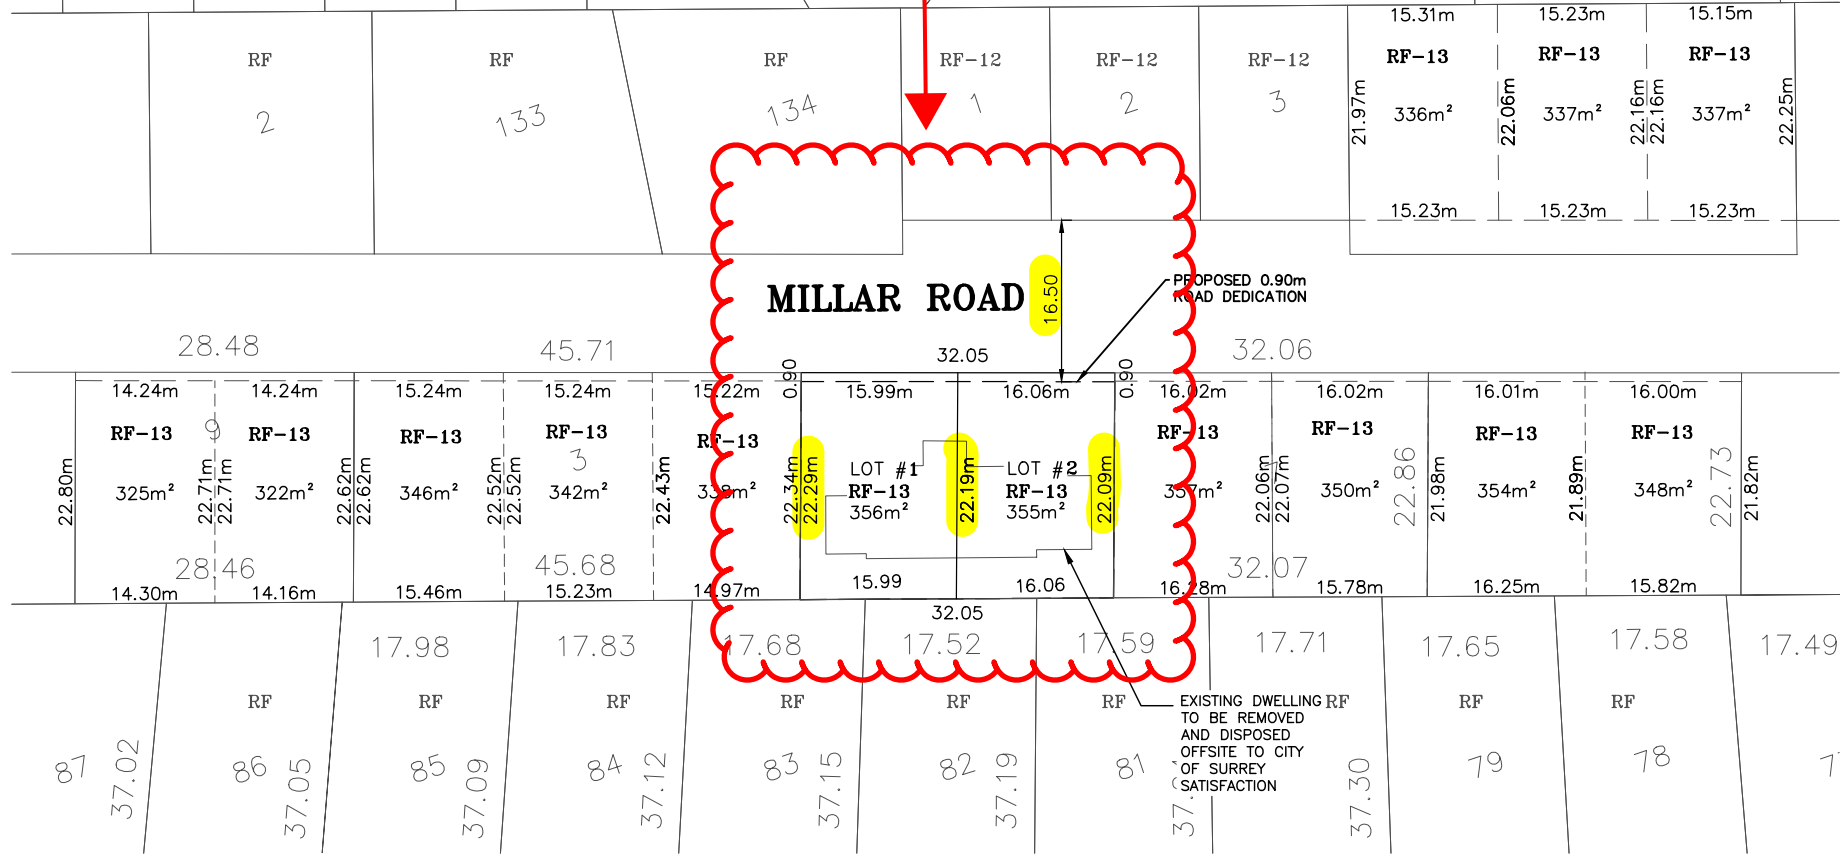 15.31m 15.23m 15.15m
RF RF RF RF-12 RF-12 RF-12 RF-13 RF-13 RF-13
2 133 134 1 2 3
336m² 337m² 337m²
21.97m 22.06m 22.16m 22.16m 22.25m
15.23m 15.23m 15.23m
MILLAR ROAD
16.50
PROPOSED 0.90m
ROAD DEDICATION
28.48 45.71 32.05 32.06
0.90 0.90
14.24m 14.24m 15.24m 15.24m 15.22m 15.99m 16.06m 16.02m 16.02m 16.01m 16.00m
9 3
RF-13 RF-13 RF-13 RF-13 RF-13 RF-13 RF-13 RF-13 RF-13
LOT #1 LOT #2
RF-13 RF-13
356m² 355m²
325m² 322m² 346m² 342m² 338m² 357m² 350m² 354m² 348m²
22.80m 22.71m 22.71m 22.62m 22.62m 22.52m 22.52m 22.43m 22.34m 22.29m 22.19m 22.09m 22.06m 22.07m 22.86 21.98m 21.89m 22.73 21.82m
28.46 45.68 32.07
14.30m 14.16m 15.46m 15.23m 14.97m 15.99 16.06 16.28m 15.78m 16.25m 15.82m
32.05
17.98 17.83 17.68 17.52 17.59 17.71 17.65 17.58 17.49
RF RF RF RF RF RF RF RF RF
EXISTING DWELLING
TO BE REMOVED
AND DISPOSED
OFFSITE TO CITY
OF SURREY
SATISFACTION
87 86 85 84 83 82 81 79 78
37.02 37.05 37.09 37.12 37.15 37.19 37.30